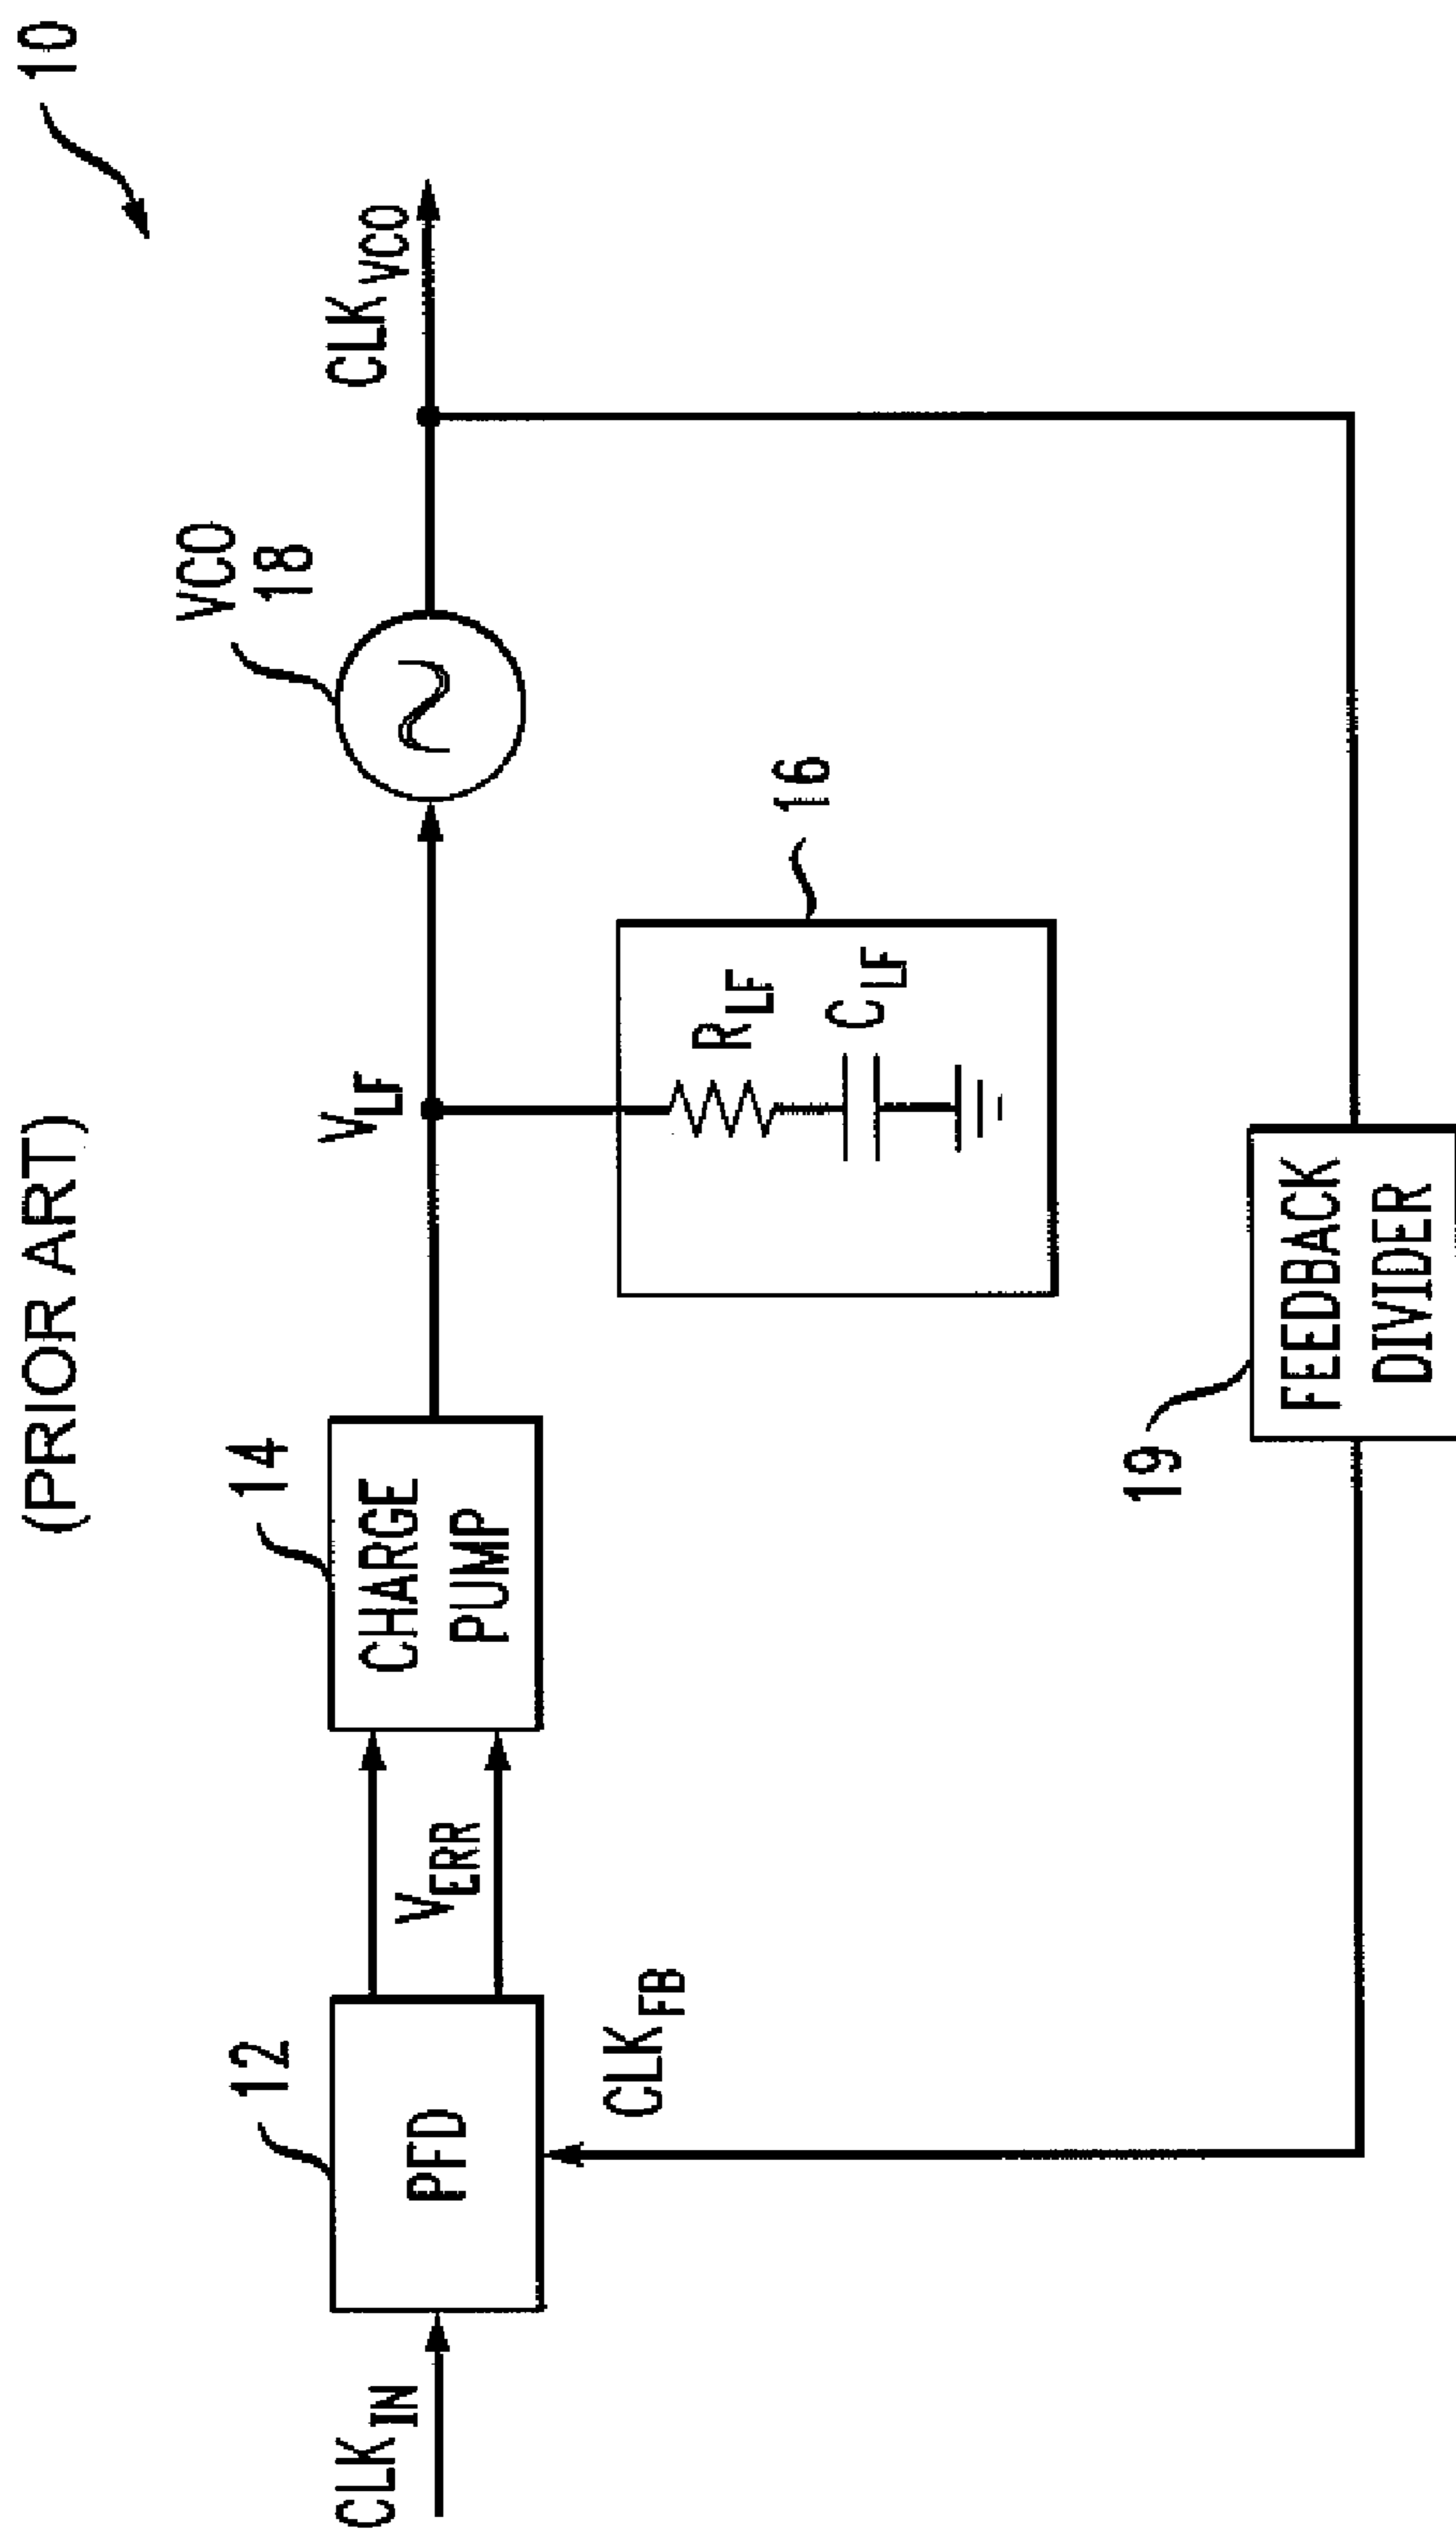 (PRIOR ART)
10
CLK_IN
12
PFD
V_ERR
CLK_FB
14
CHARGE
PUMP
V_LF
16
R_LF
C_LF
VCO
18
CLK_VCO
19
FEEDBACK
DIVIDER